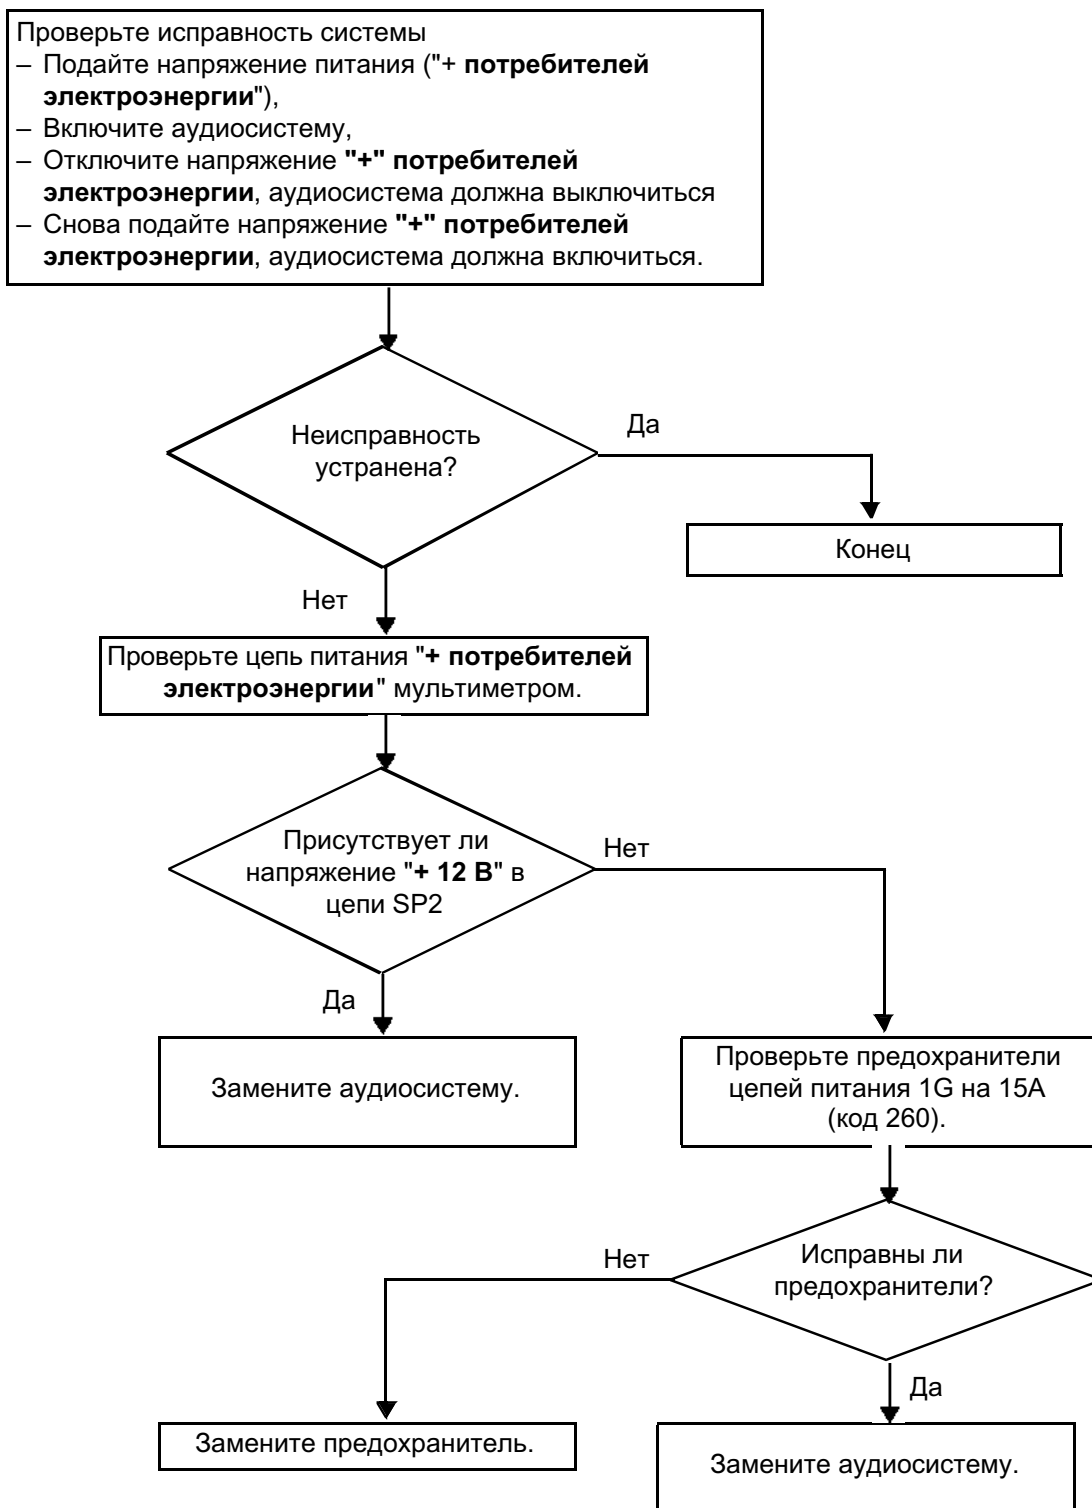 Проверьте исправность системы
– Подайте напряжение питания ("+ потребителей
электроэнергии"),
– Включите аудиосистему,
– Отключите напряжение "+" потребителей
электроэнергии, аудиосистема должна выключиться
– Снова подайте напряжение "+" потребителей
электроэнергии, аудиосистема должна включиться.
Неисправность
устранена?
Да
Конец
Нет
Проверьте цепь питания "+ потребителей
электроэнергии" мультиметром.
Присутствует ли
напряжение "+ 12 В" в
цепи SP2
Нет
Да
Замените аудиосистему.
Проверьте предохранители
цепей питания 1G на 15A
(код 260).
Исправны ли
предохранители?
Нет
Да
Замените предохранитель.
Замените аудиосистему.